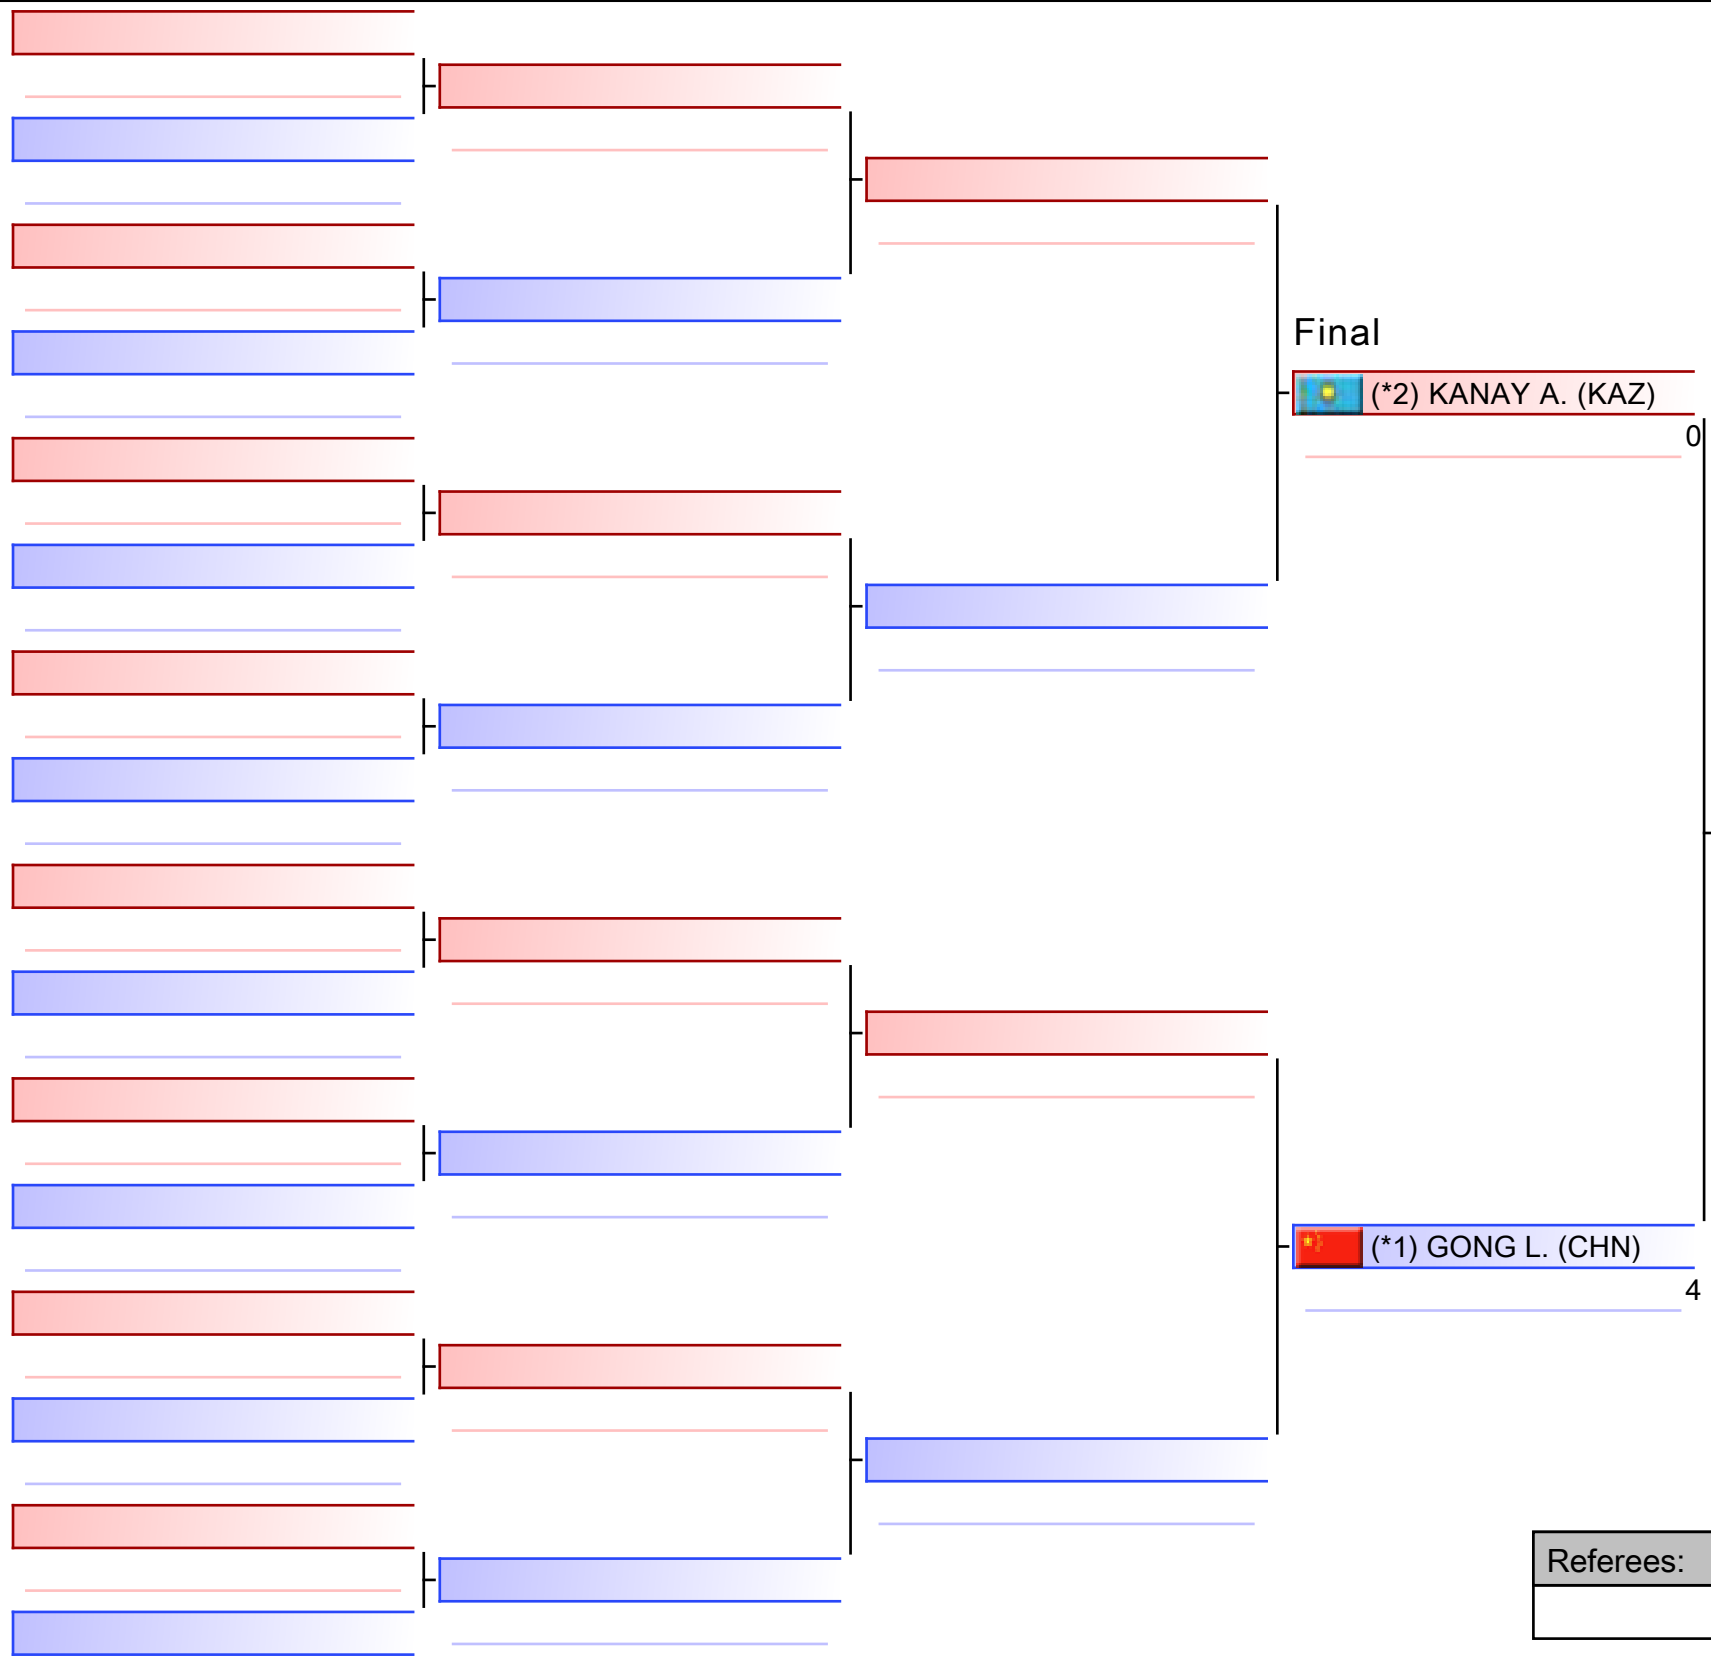 Final
(*2) KANAY A. (KAZ)
0
(*1) GONG L. (CHN)
4
Referees: